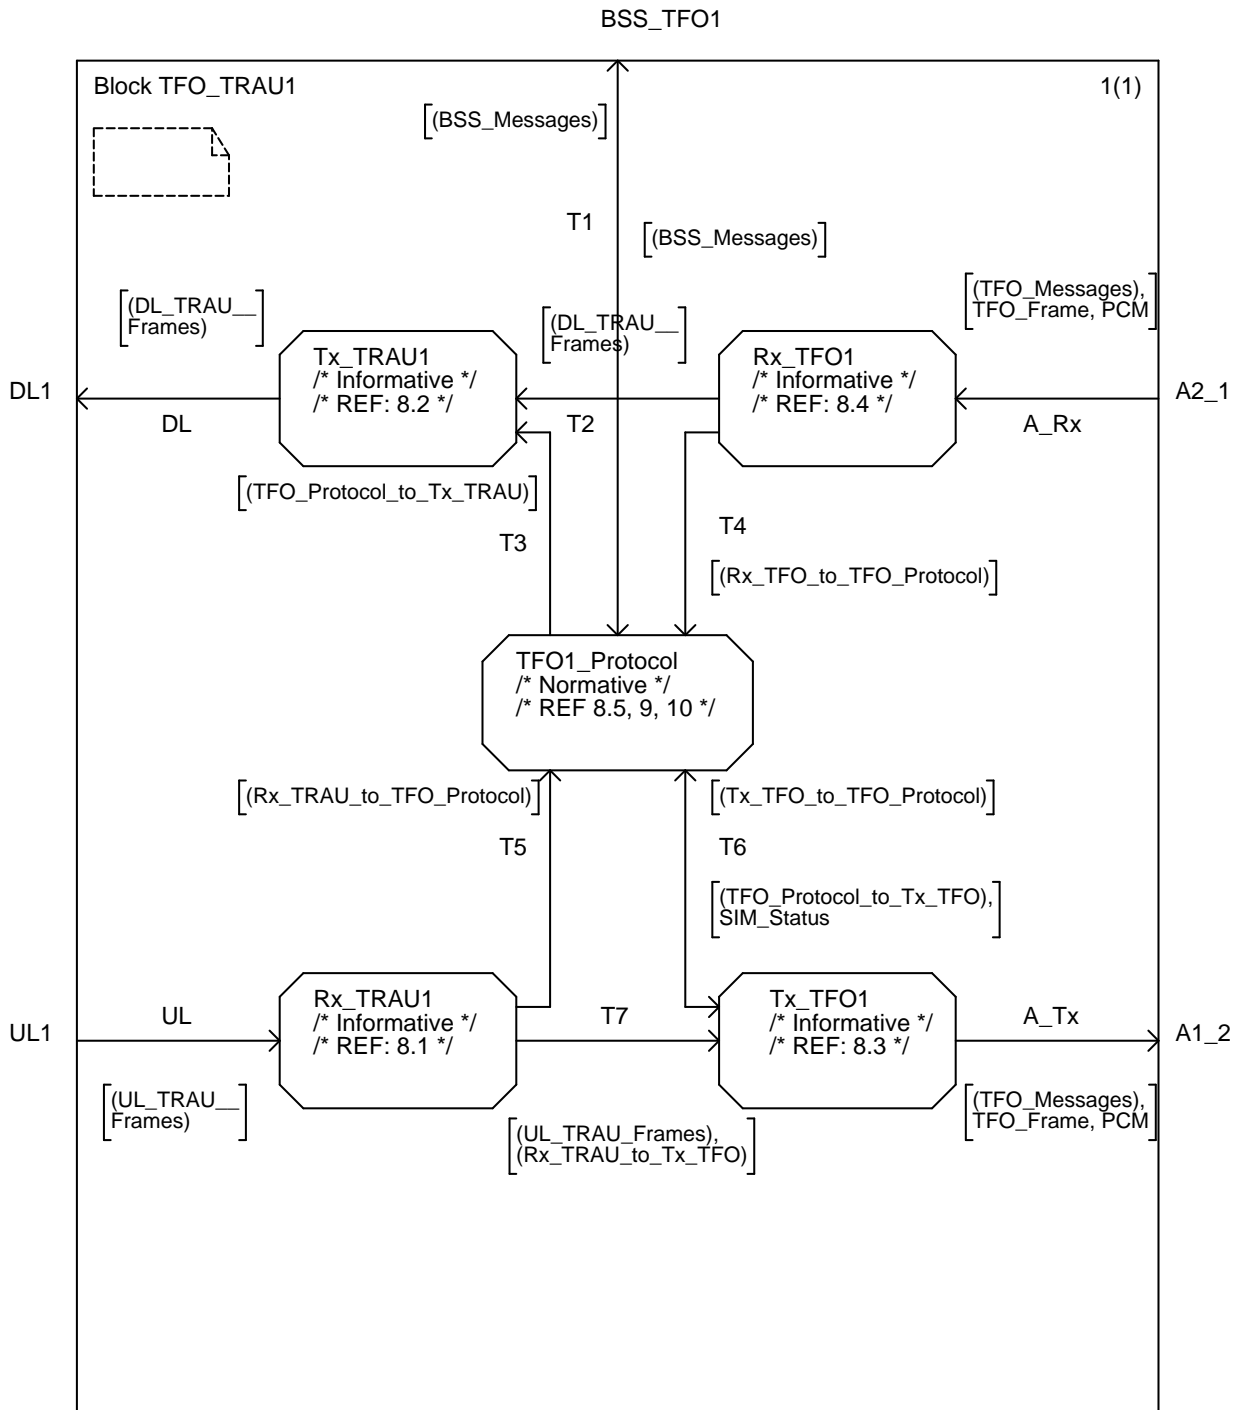 BSS_TFO1
Block TFO_TRAU1
1(1)
(BSS_Messages)
T1
(BSS_Messages)
(DL_TRAU__
Frames)
(DL_TRAU__
Frames)
(TFO_Messages),
TFO_Frame, PCM
Tx_TRAU1
/* Informative */
/* REF: 8.2 */
Rx_TFO1
/* Informative */
/* REF: 8.4 */
DL1
DL
T2
A_Rx
A2_1
(TFO_Protocol_to_Tx_TRAU)
T3
T4
(Rx_TFO_to_TFO_Protocol)
TFO1_Protocol
/* Normative */
/* REF 8.5, 9, 10 */
(Rx_TRAU_to_TFO_Protocol)
(Tx_TFO_to_TFO_Protocol)
T5
T6
(TFO_Protocol_to_Tx_TFO),
SIM_Status
UL1
UL
Rx_TRAU1
/* Informative */
/* REF: 8.1 */
T7
Tx_TFO1
/* Informative */
/* REF: 8.3 */
A_Tx
A1_2
(UL_TRAU__
Frames)
(UL_TRAU_Frames),
(Rx_TRAU_to_Tx_TFO)
(TFO_Messages),
TFO_Frame, PCM